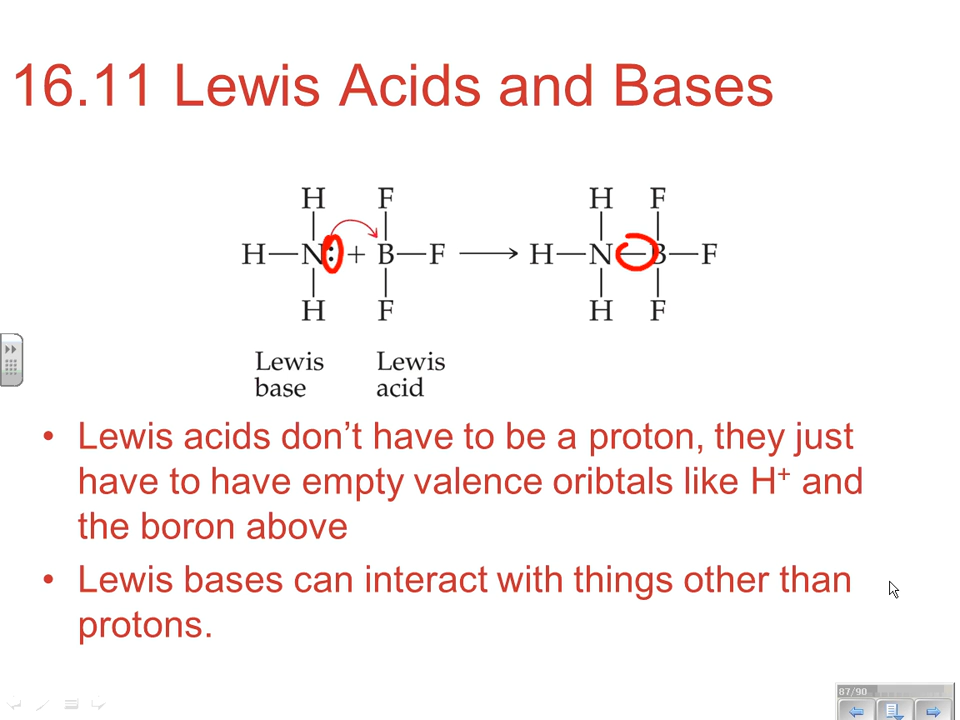 16.11 Lewis Acids and Bases
H F H F
H—N: + B—F ⟶ H—N—B—F
H F H F
Lewis Lewis
base acid
• Lewis acids don’t have to be a proton, they just
have to have empty valence oribtals like H⁺ and
the boron above
• Lewis bases can interact with things other than
protons.
87/90